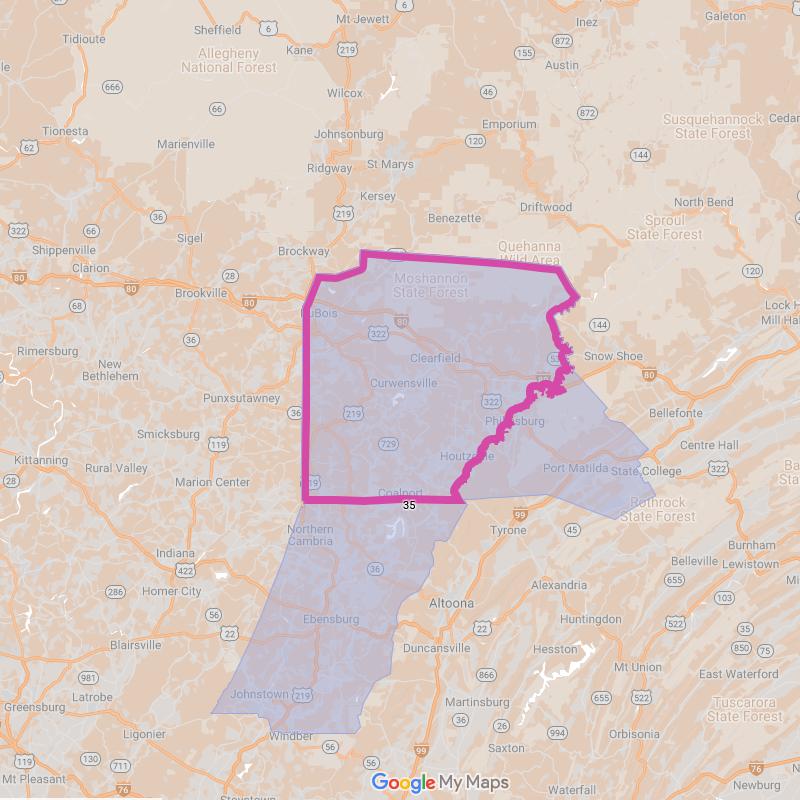 Mt Jewett
6
Inez
Galeton
Tidioute
Sheffield
6
Kane
219
872
155
Allegheny
National Forest
Austin
666
Wilcox
46
66
872
Susquehannock
State Forest
Tionesta
Johnsonburg
Emporium
62
Marienville
120
144
St Marys
Ridgway
Kersey
North Bend
36
219
Benezette
Driftwood
322
66
Sproul
State Forest
Sigel
Quehanna
Wild Area
Shippenville
Brockway
Clarion
28
Moshannon
State Forest
120
80
80
Brookville
80
68
DuBois
Lock H
Mill Hal
322
144
36
Rimersburg
Clearfield
53
Snow Shoe
New
Bethlehem
Curwensville
80
Punxsutawney
322
36
219
Philipsburg
Bellefonte
Smicksburg
119
729
Centre Hall
Kittanning
Rural Valley
Houtzdale
Port Matilda
State College
322
28
Marion Center
219
Coalport
35
Rothrock
State Forest
99
Northern
Cambria
Tyrone
45
Burnham
Indiana
Belleville
Lewistown
422
36
655
286
Homer City
Alexandria
103
56
Altoona
Huntingdon
Ebensburg
22
522
35
22
Blairsville
Duncansville
Hesston
850
75
866
Mt Union
East Waterford
981
Johnstown
219
Latrobe
Martinsburg
655
522
Greensburg
36
26
Tuscarora
State Forest
Ligonier
Windber
994
Orbisonia
56
Saxton
119
130
711
99
76
Mt Pleasant
76
Google My Maps
Waterfall
Newburg